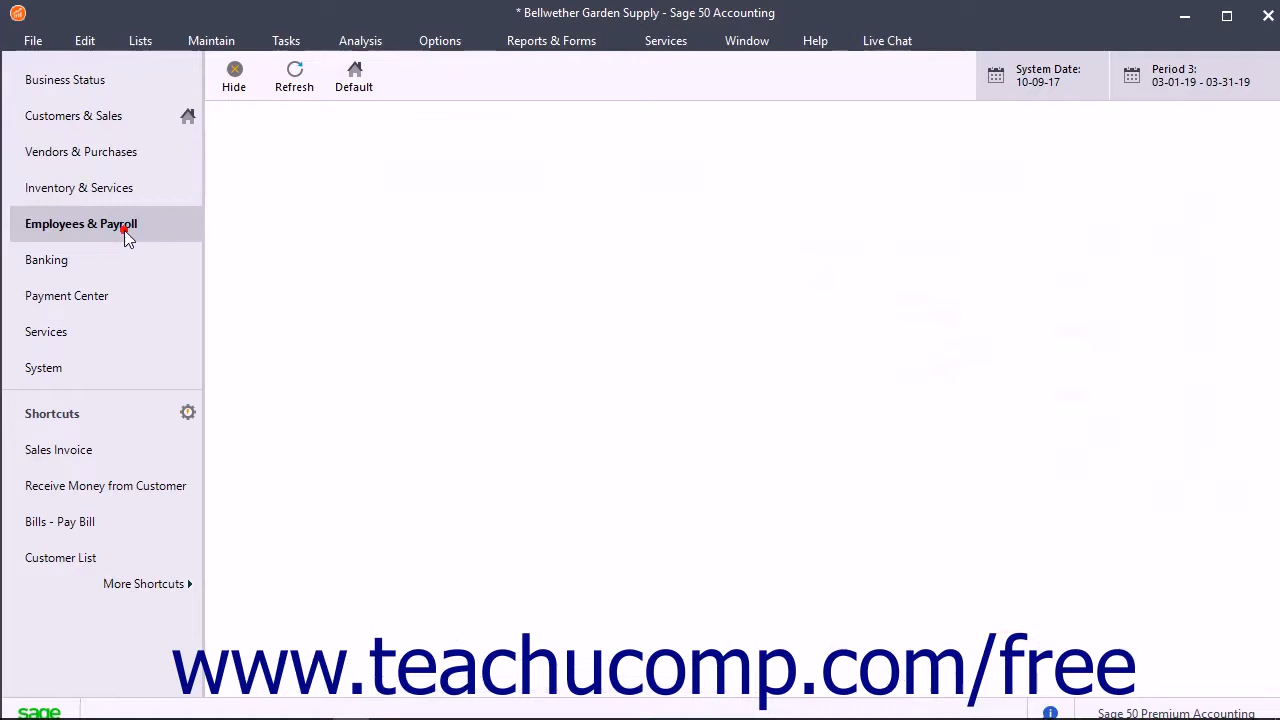 * Bellwether Garden Supply - Sage 50 Accounting
File Edit Lists Maintain Tasks Analysis Options Reports & Forms Services Window Help Live Chat
Business Status
Customers & Sales
Vendors & Purchases
Inventory & Services
Employees & Payroll
Banking
Payment Center
Services
System
Shortcuts
Sales Invoice
Receive Money from Customer
Bills - Pay Bill
Customer List
More Shortcuts
Hide Refresh Default
System Date:
10-09-17
Period 3:
03-01-19 - 03-31-19
www.teachucomp.com/free
sage
Sage 50 Premium Accounting